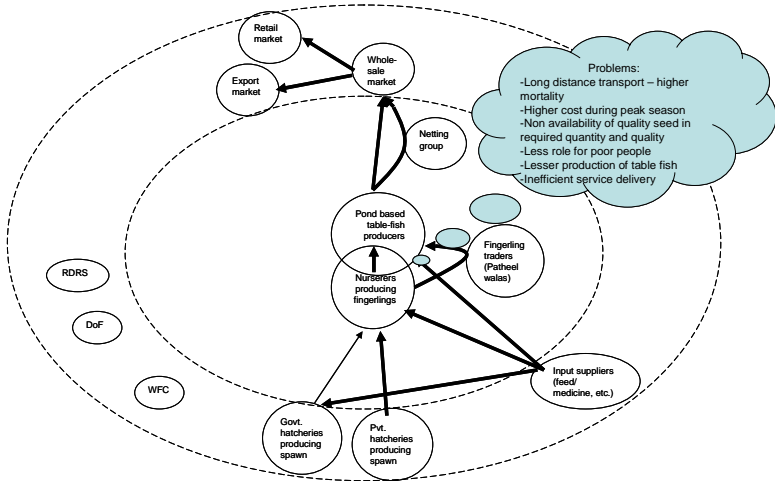 Retail
market
Whole-
sale
market
Export
market
Problems:
-Long distance transport – higher
mortality
-Higher cost during peak season
-Non availability of quality seed in
required quantity and quality
-Less role for poor people
-Lesser production of table fish
-Inefficient service delivery
Netting
group
Pond based
table-fish
producers
Fingerling
traders
(Patheel
walas)
Nurserers
producing
fingerlings
RDRS
DoF
WFC
Input suppliers
(feed/
medicine, etc.)
Govt.
hatcheries
producing
spawn
Pvt.
hatcheries
producing
spawn